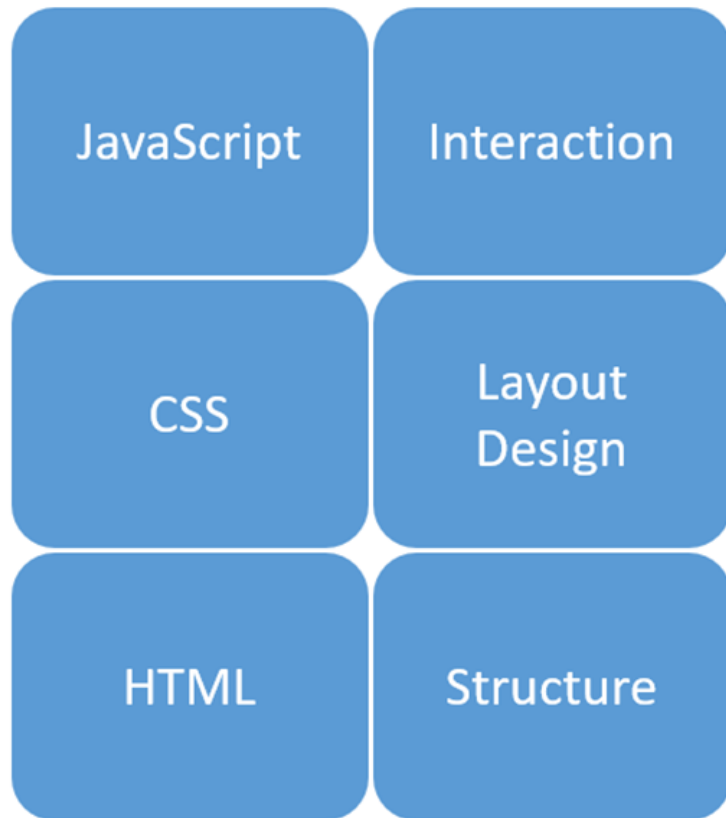 JavaScript
Interaction
CSS
Layout
Design
HTML
Structure